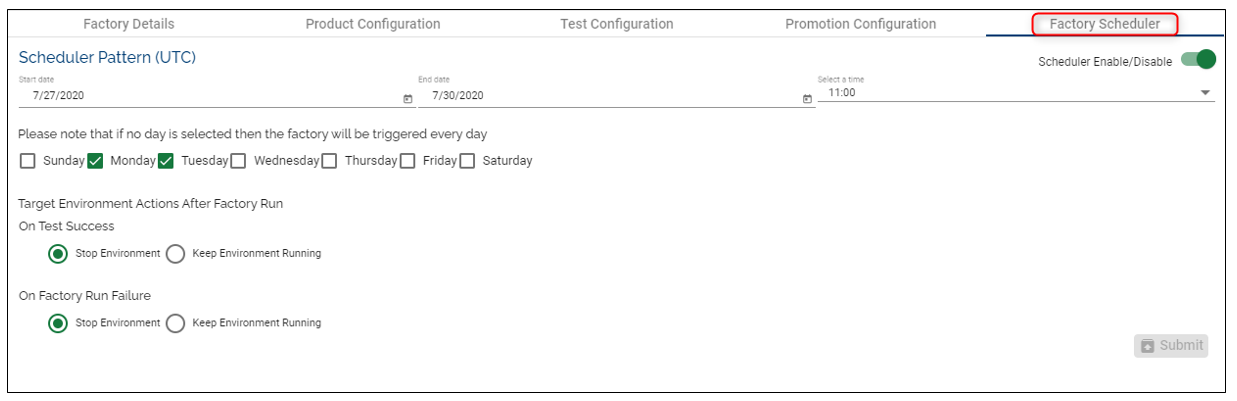 Factory Details Product Configuration Test Configuration Promotion Configuration Factory Scheduler
Scheduler Pattern (UTC)
Scheduler Enable/Disable
Start date End date Select a time
7/27/2020 7/30/2020 11:00
Please note that if no day is selected then the factory will be triggered every day
Sunday Monday Tuesday Wednesday Thursday Friday Saturday
Target Environment Actions After Factory Run
On Test Success
Stop Environment Keep Environment Running
On Factory Run Failure
Stop Environment Keep Environment Running
Submit